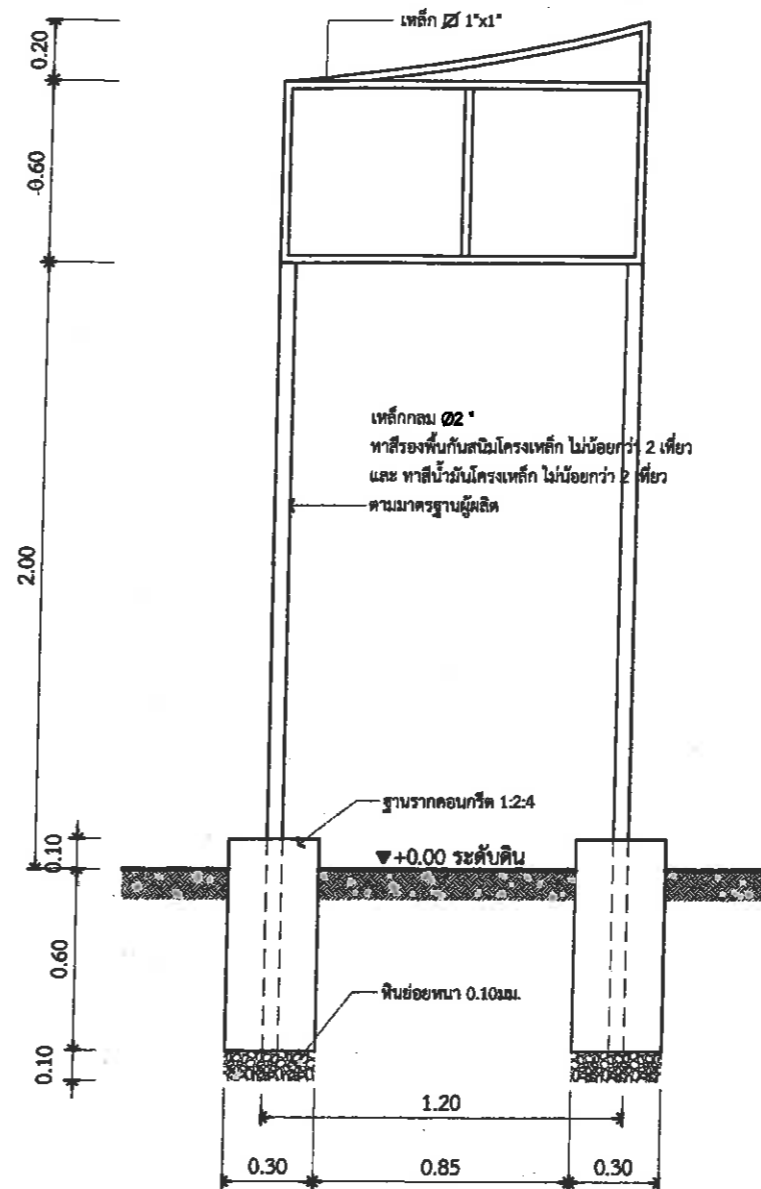 เหล็ก ⌷ 1"x1"
0.20
0.60
เหล็กกลม Ø2 "
ทาสีรองพื้นกันสนิมโครงเหล็ก ไม่น้อยกว่า 2 เที่ยว
และ ทาสีน้ำมันโครงเหล็ก ไม่น้อยกว่า 2 เที่ยว
ตามมาตรฐานผู้ผลิต
2.00
ฐานรากคอนกรีต 1:2:4
0.10
▼+0.00 ระดับดิน
0.60
หินย่อยหนา 0.10มม.
0.10
1.20
0.30 0.85 0.30